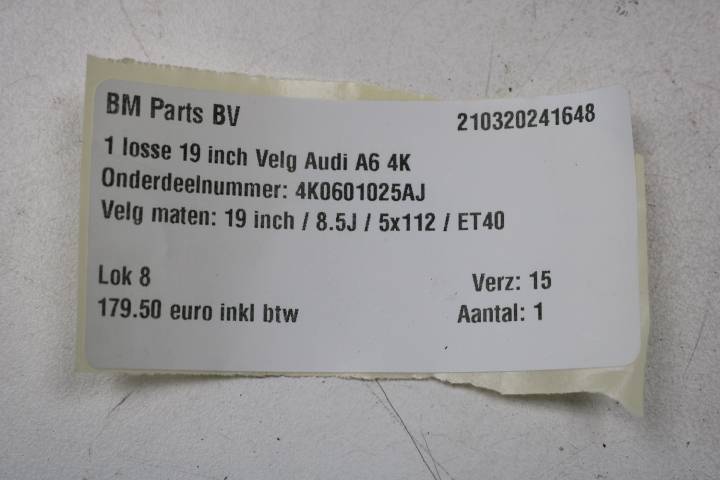 BM Parts BV 210320241648
1 losse 19 inch Velg Audi A6 4K
Onderdeelnummer: 4K0601025AJ
Velg maten: 19 inch / 8.5J / 5x112 / ET40
Lok 8 Verz: 15
179.50 euro inkl btw Aantal: 1